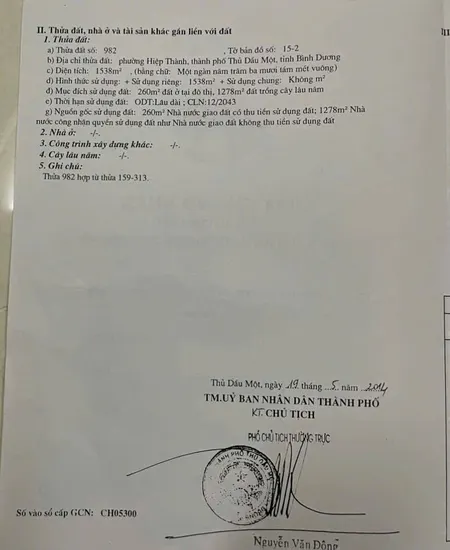 II. Thửa đất, nhà ở và tài sản khác gắn liền với đất
1. Thửa đất:
a) Thửa đất số: 982 , Tờ bản đồ số: 15-2
b) Địa chỉ thửa đất: phường Hiệp Thành, thành phố Thủ Dầu Một, tỉnh Bình Dương
c) Diện tích: 1538m² , (bằng chữ: Một ngàn năm trăm ba mươi tám mét vuông)
d) Hình thức sử dụng: + Sử dụng riêng: 1538m² + Sử dụng chung: Không m²
đ) Mục đích sử dụng đất: 260m² đất ở tại đô thị, 1278m² đất trồng cây lâu năm
e) Thời hạn sử dụng đất: ODT:Lâu dài ; CLN:12/2043
g) Nguồn gốc sử dụng đất: 260m² Nhà nước giao đất có thu tiền sử dụng đất; 1278m² Nhà
nước công nhận quyền sử dụng đất như Nhà nước giao đất không thu tiền sử dụng đất
2. Nhà ở: -/-.
3. Công trình xây dựng khác: -/-.
4. Cây lâu năm: -/-.
5. Ghi chú:
Thửa 982 hợp từ thửa 159-313.
Thủ Dầu Một, ngày 19 tháng 5 năm 2014
TM.UỶ BAN NHÂN DÂN THÀNH PHỐ
KT. CHỦ TỊCH
PHÓ CHỦ TỊCH THƯỜNG TRỰC
Số vào sổ cấp GCN: CH05300
Nguyễn Văn Đông